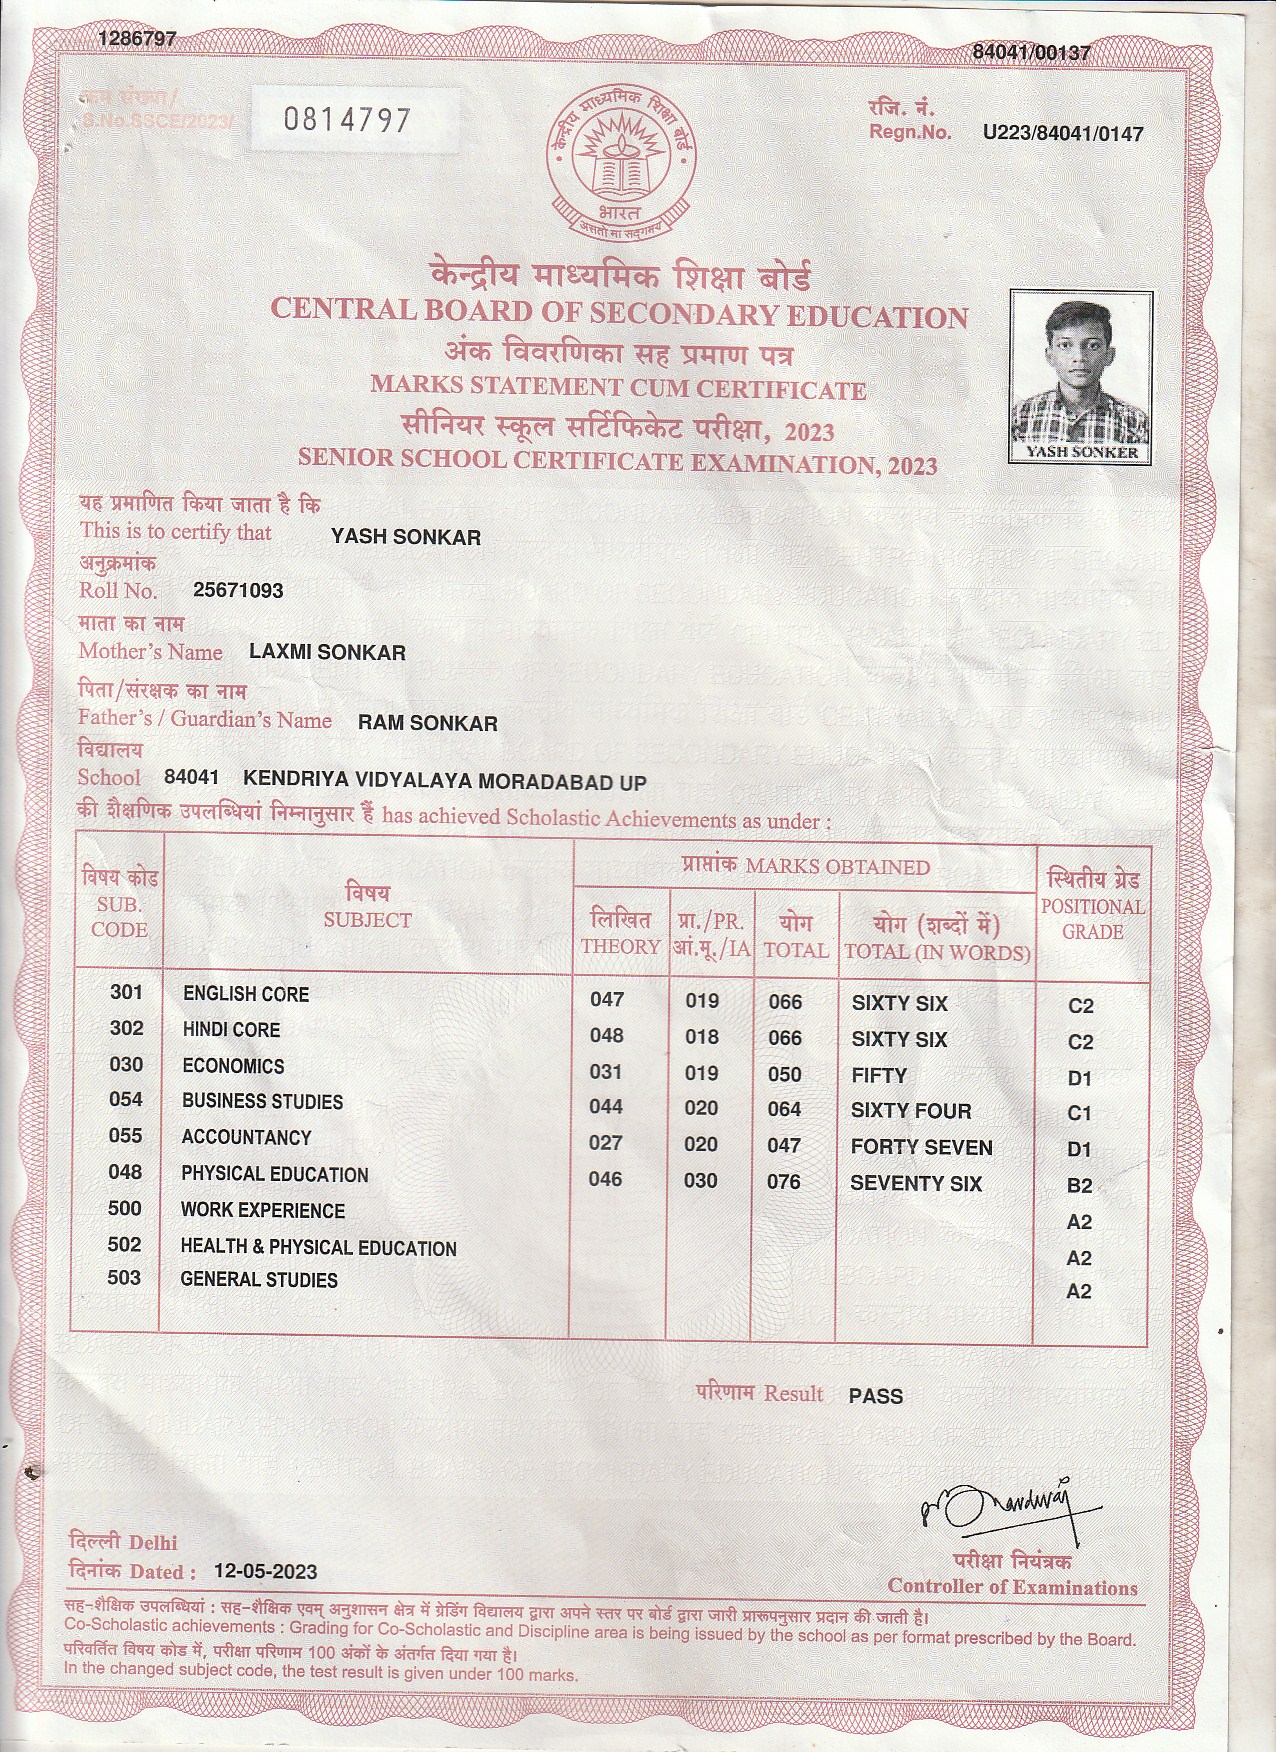 1286797
84041/00137
क्रम संख्या/
S.No.SSCE/2023/
0814797
रजि. नं.
Regn.No. U223/84041/0147
केन्द्रीय माध्यमिक शिक्षा बोर्ड
भारत
असतो मा सद्गमय
केन्द्रीय माध्यमिक शिक्षा बोर्ड
CENTRAL BOARD OF SECONDARY EDUCATION
अंक विवरणिका सह प्रमाण पत्र
MARKS STATEMENT CUM CERTIFICATE
सीनियर स्कूल सर्टिफिकेट परीक्षा, 2023
SENIOR SCHOOL CERTIFICATE EXAMINATION, 2023
YASH SONKER
यह प्रमाणित किया जाता है कि
This is to certify that YASH SONKAR
अनुक्रमांक
Roll No. 25671093
माता का नाम
Mother's Name LAXMI SONKAR
पिता/संरक्षक का नाम
Father's / Guardian's Name RAM SONKAR
विद्यालय
School 84041 KENDRIYA VIDYALAYA MORADABAD UP
की शैक्षणिक उपलब्धियां निम्नानुसार हैं has achieved Scholastic Achievements as under :
विषय कोड
SUB.
CODE
विषय
SUBJECT
प्राप्तांक MARKS OBTAINED
लिखित
THEORY
प्रा./PR.
आं.मू./IA
योग
TOTAL
योग (शब्दों में)
TOTAL (IN WORDS)
स्थितीय ग्रेड
POSITIONAL
GRADE
301 ENGLISH CORE 047 019 066 SIXTY SIX C2
302 HINDI CORE 048 018 066 SIXTY SIX C2
030 ECONOMICS 031 019 050 FIFTY D1
054 BUSINESS STUDIES 044 020 064 SIXTY FOUR C1
055 ACCOUNTANCY 027 020 047 FORTY SEVEN D1
048 PHYSICAL EDUCATION 046 030 076 SEVENTY SIX B2
500 WORK EXPERIENCE A2
502 HEALTH & PHYSICAL EDUCATION A2
503 GENERAL STUDIES A2
परिणाम Result PASS
दिल्ली Delhi
दिनांक Dated : 12-05-2023
परीक्षा नियंत्रक
Controller of Examinations
सह-शैक्षिक उपलब्धियां : सह-शैक्षिक एवम् अनुशासन क्षेत्र में ग्रेडिंग विद्यालय द्वारा अपने स्तर पर बोर्ड द्वारा जारी प्रारूपनुसार प्रदान की जाती है।
Co-Scholastic achievements : Grading for Co-Scholastic and Discipline area is being issued by the school as per format prescribed by the Board.
परिवर्तित विषय कोड में, परीक्षा परिणाम 100 अंकों के अंतर्गत दिया गया है।
In the changed subject code, the test result is given under 100 marks.